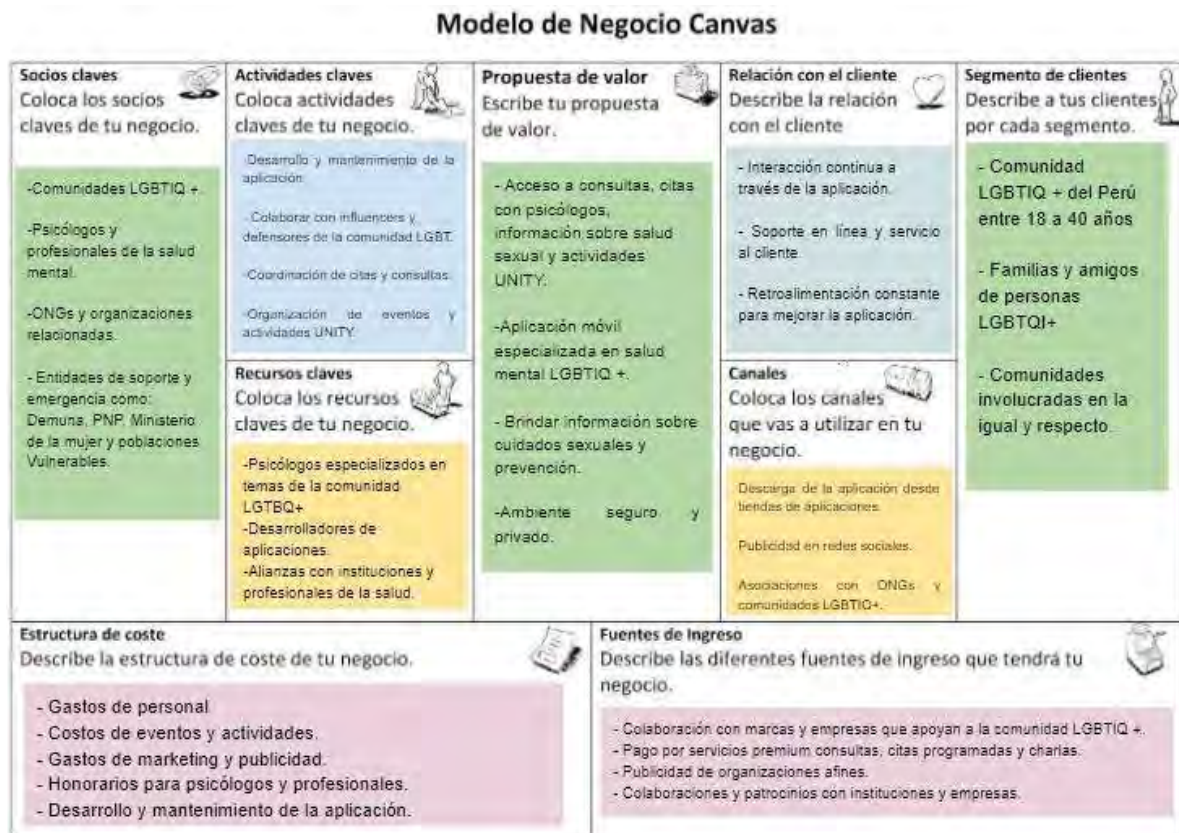 Modelo de Negocio Canvas
Socios claves
Coloca los socios
claves de tu negocio.
-Comunidades LGBTIQ +.
-Psicólogos y
profesionales de la salud
mental.
-ONGs y organizaciones
relacionadas.
- Entidades de soporte y
emergencia como:
Demuna, PNP. Ministerio
de la mujer y poblaciones
Vulnerables.
Actividades claves
Coloca actividades
claves de tu negocio.
-Desarrollo y mantenimiento de la
aplicación.
- Colaborar con influencers y
defensores de la comunidad LGBT.
-Coordinación de citas y consultas.
-Organización de eventos y
actividades UNITY.
Recursos claves
Coloca los recursos
claves de tu negocio.
-Psicólogos especializados en
temas de la comunidad
LGTBQ+
-Desarrolladores de
aplicaciones.
-Alianzas con instituciones y
profesionales de la salud.
Propuesta de valor
Escribe tu propuesta
de valor.
- Acceso a consultas, citas
con psicólogos,
información sobre salud
sexual y actividades
UNITY.
-Aplicación móvil
especializada en salud
mental LGBTIQ +.
- Brindar información sobre
cuidados sexuales y
prevención.
-Ambiente seguro y
privado.
Relación con el cliente
Describe la relación
con el cliente
- Interacción continua a
través de la aplicación.
- Soporte en línea y servicio
al cliente.
- Retroalimentación constante
para mejorar la aplicación.
Canales
Coloca los canales
que vas a utilizar en tu
negocio.
Descarga de la aplicación desde
tiendas de aplicaciones.
Publicidad en redes sociales.
Asociaciones con ONGs y
comunidades LGBTIQ+.
Segmento de clientes
Describe a tus clientes
por cada segmento.
- Comunidad
LGBTIQ + del Perú
entre 18 a 40 años
- Familias y amigos
de personas
LGBTQI+
- Comunidades
involucradas en la
igual y respecto.
Estructura de coste
Describe la estructura de coste de tu negocio.
- Gastos de personal
- Costos de eventos y actividades.
- Gastos de marketing y publicidad.
- Honorarios para psicólogos y profesionales.
- Desarrollo y mantenimiento de la aplicación.
Fuentes de Ingreso
Describe las diferentes fuentes de ingreso que tendrá tu
negocio.
- Colaboración con marcas y empresas que apoyan a la comunidad LGBTIQ +.
- Pago por servicios premium consultas, citas programadas y charlas.
- Publicidad de organizaciones afines.
- Colaboraciones y patrocinios con instituciones y empresas.